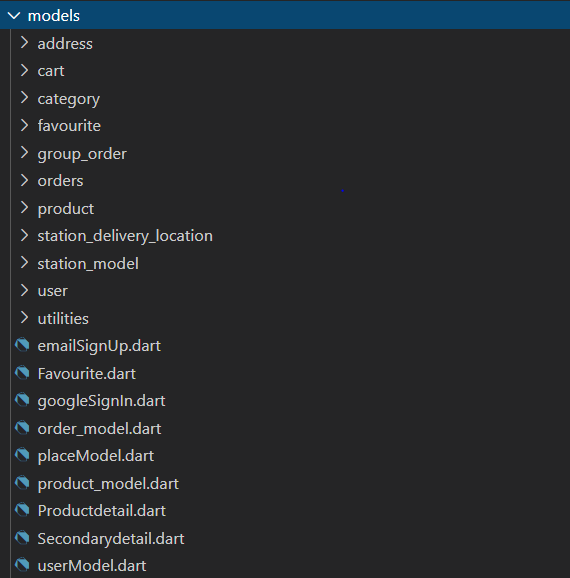 models
address
cart
category
favourite
group_order
orders
product
station_delivery_location
station_model
user
utilities
emailSignUp.dart
Favourite.dart
googleSignIn.dart
order_model.dart
placeModel.dart
product_model.dart
Productdetail.dart
Secondarydetail.dart
userModel.dart